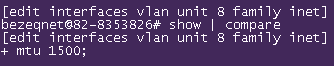 [edit interfaces vlan unit 8 family inet]
bezeqnet@82-8353826# show | compare
[edit interfaces vlan unit 8 family inet]
+ mtu 1500;